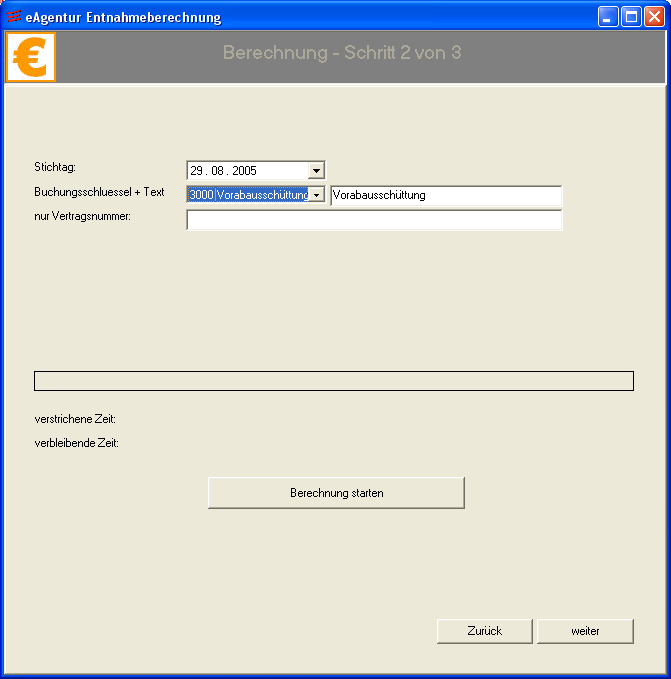 eAgentur Entnahmeberechnung
€
Berechnung - Schritt 2 von 3
Stichtag:
29 . 08 . 2005
Buchungsschluessel + Text
3000|Vorabausschüttung
Vorabausschüttung
nur Vertragsnummer:
verstrichene Zeit:
verbleibende Zeit:
Berechnung starten
Zurück
weiter